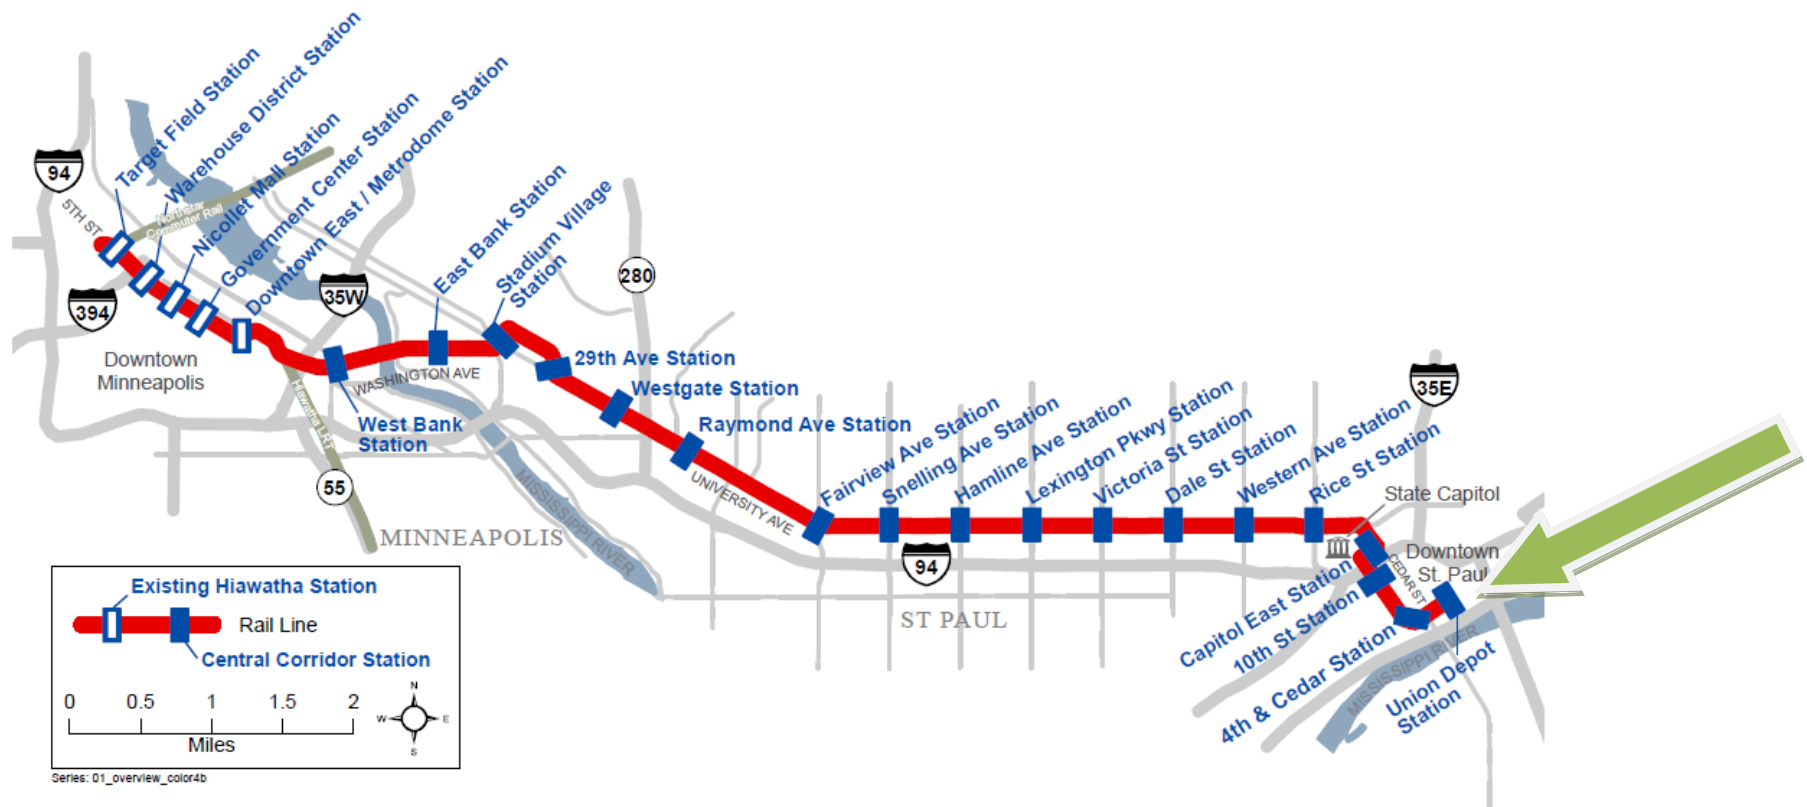 Target Field Station
Warehouse District Station
Nicollet Mall Station
Government Center Station
Downtown East / Metrodome Station
94
5TH ST
Northstar
Commuter Rail
394
35W
Downtown
Minneapolis
Hiawatha LRT
55
West Bank
Station
WASHINGTON AVE
East Bank Station
Stadium Village
Station
280
29th Ave Station
Westgate Station
Raymond Ave Station
UNIVERSITY AVE
MISSISSIPPI RIVER
MINNEAPOLIS
Fairview Ave Station
Snelling Ave Station
Hamline Ave Station
Lexington Pkwy Station
Victoria St Station
Dale St Station
Western Ave Station
Rice St Station
35E
State Capitol
94
ST PAUL
Downtown
St. Paul
CEDAR ST
Capitol East Station
10th St Station
4th & Cedar Station
MISSISSIPPI RIVER
Union Depot
Station
Existing Hiawatha Station
Rail Line
Central Corridor Station
0 0.5 1 1.5 2
Miles
N
W E
S
Series: 01_overview_color4b